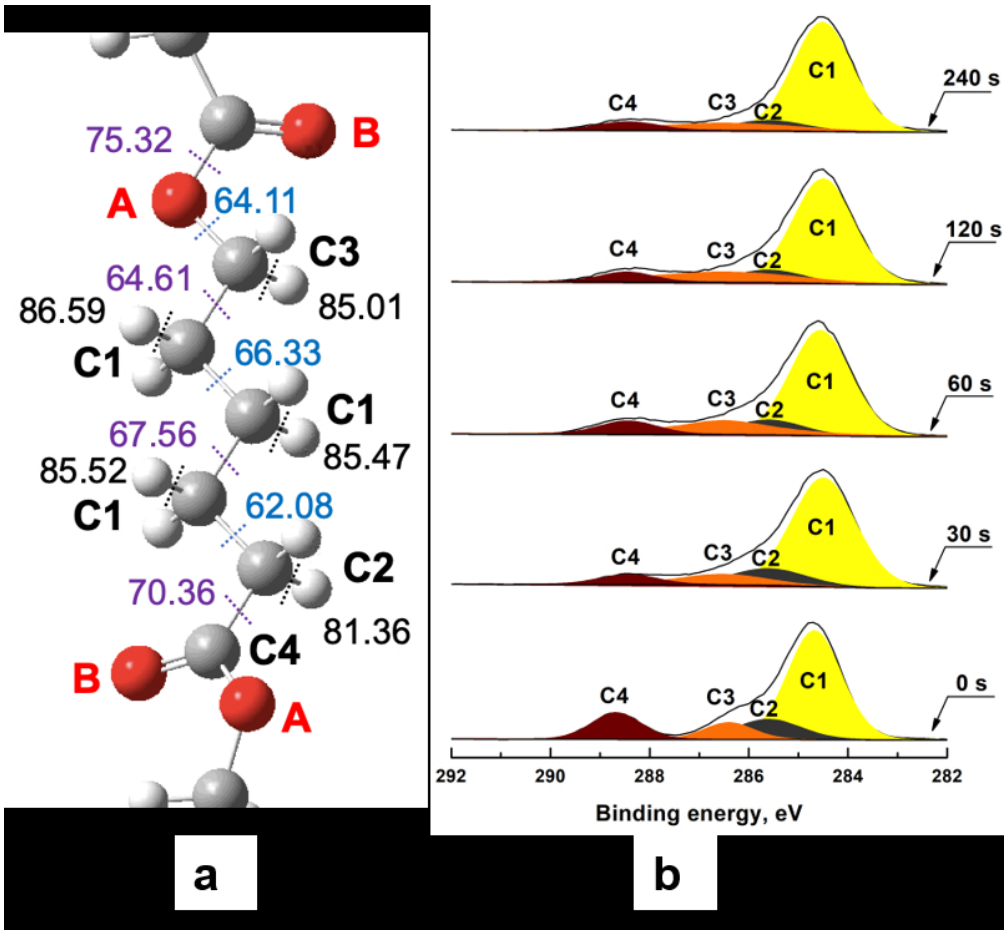 75.32
B
A
64.11
C3
64.61
86.59
85.01
C1
66.33
C1
67.56
85.52
85.47
C1
62.08
C2
70.36
81.36
C4
B
A
a
C1
240 s
C4
C3
C2
C1
120 s
C4
C3
C2
C1
60 s
C4
C3
C2
C1
30 s
C4
C3
C2
C1
0 s
C4
C3
C2
292 290 288 286 284 282
Binding energy, eV
b